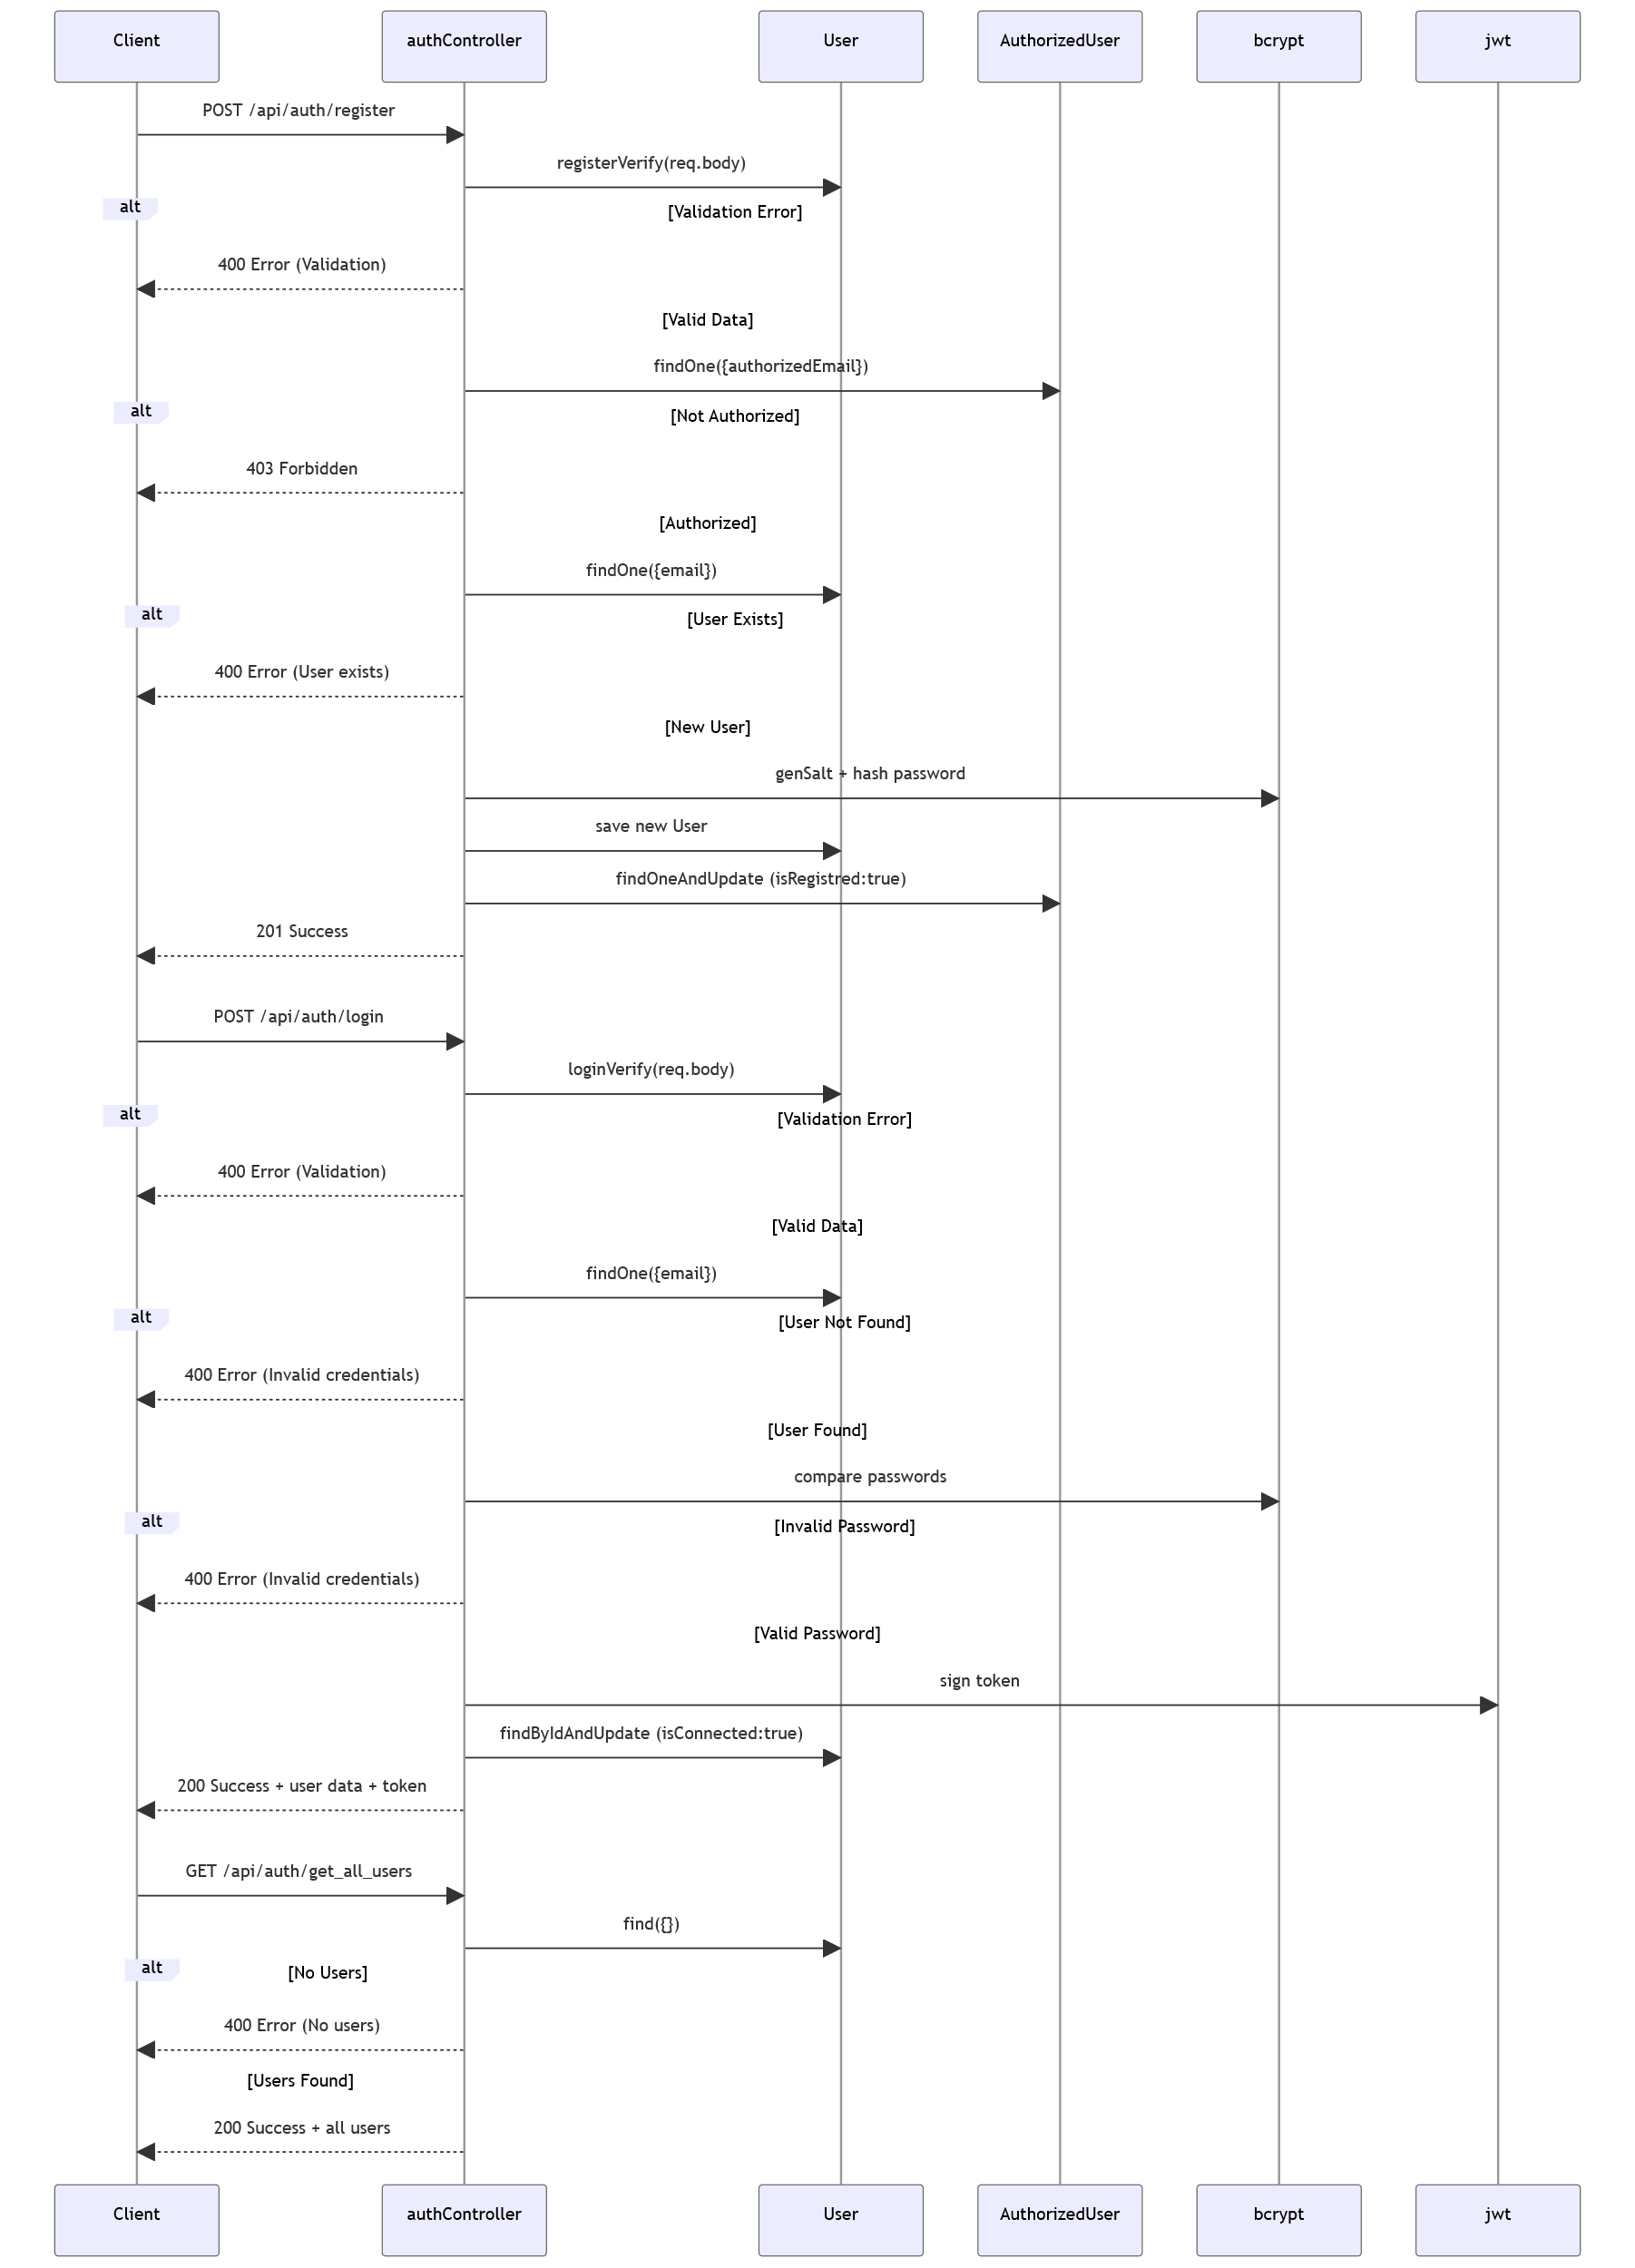 Client
authController
User
AuthorizedUser
bcrypt
jwt
POST /api/auth/register
registerVerify(req.body)
alt
[Validation Error]
400 Error (Validation)
[Valid Data]
findOne({authorizedEmail})
alt
[Not Authorized]
403 Forbidden
[Authorized]
findOne({email})
alt
[User Exists]
400 Error (User exists)
[New User]
genSalt + hash password
save new User
findOneAndUpdate (isRegistred:true)
201 Success
POST /api/auth/login
loginVerify(req.body)
alt
[Validation Error]
400 Error (Validation)
[Valid Data]
findOne({email})
alt
[User Not Found]
400 Error (Invalid credentials)
[User Found]
compare passwords
alt
[Invalid Password]
400 Error (Invalid credentials)
[Valid Password]
sign token
findByIdAndUpdate (isConnected:true)
200 Success + user data + token
GET /api/auth/get_all_users
find({})
alt
[No Users]
400 Error (No users)
[Users Found]
200 Success + all users
Client
authController
User
AuthorizedUser
bcrypt
jwt